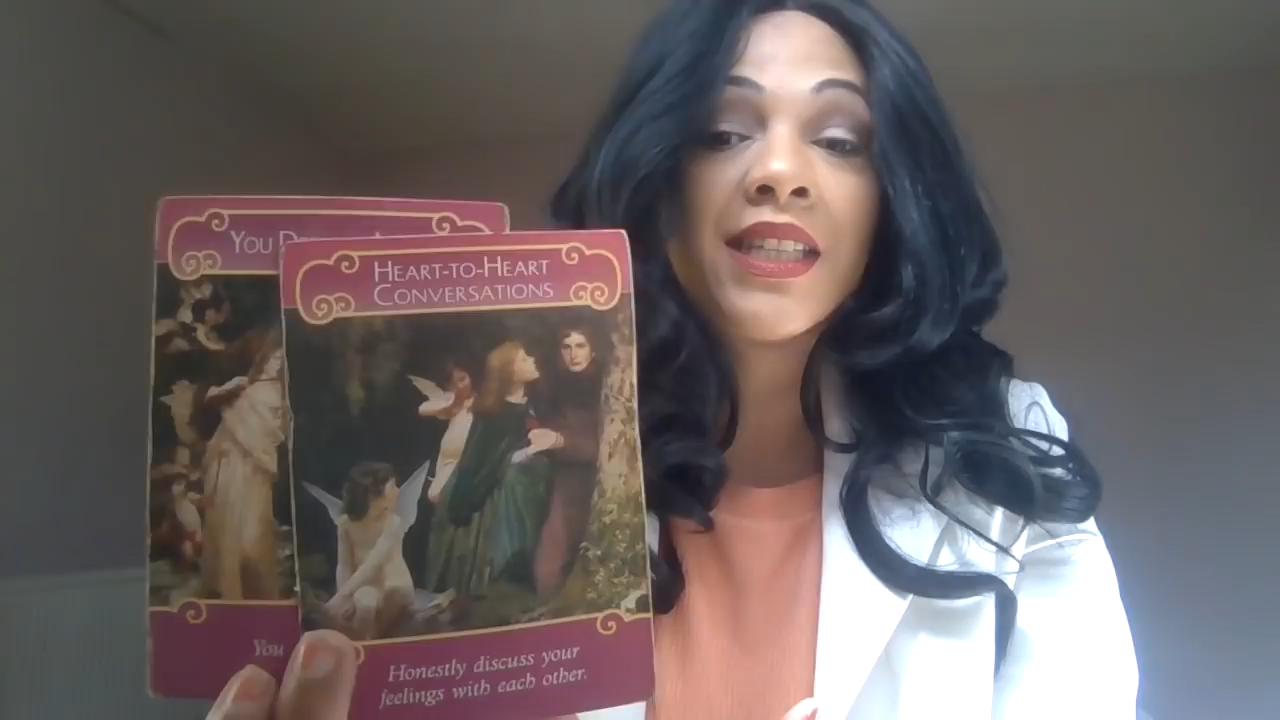 You
Heart-to-Heart
Conversations
You
Honestly discuss your
feelings with each other.